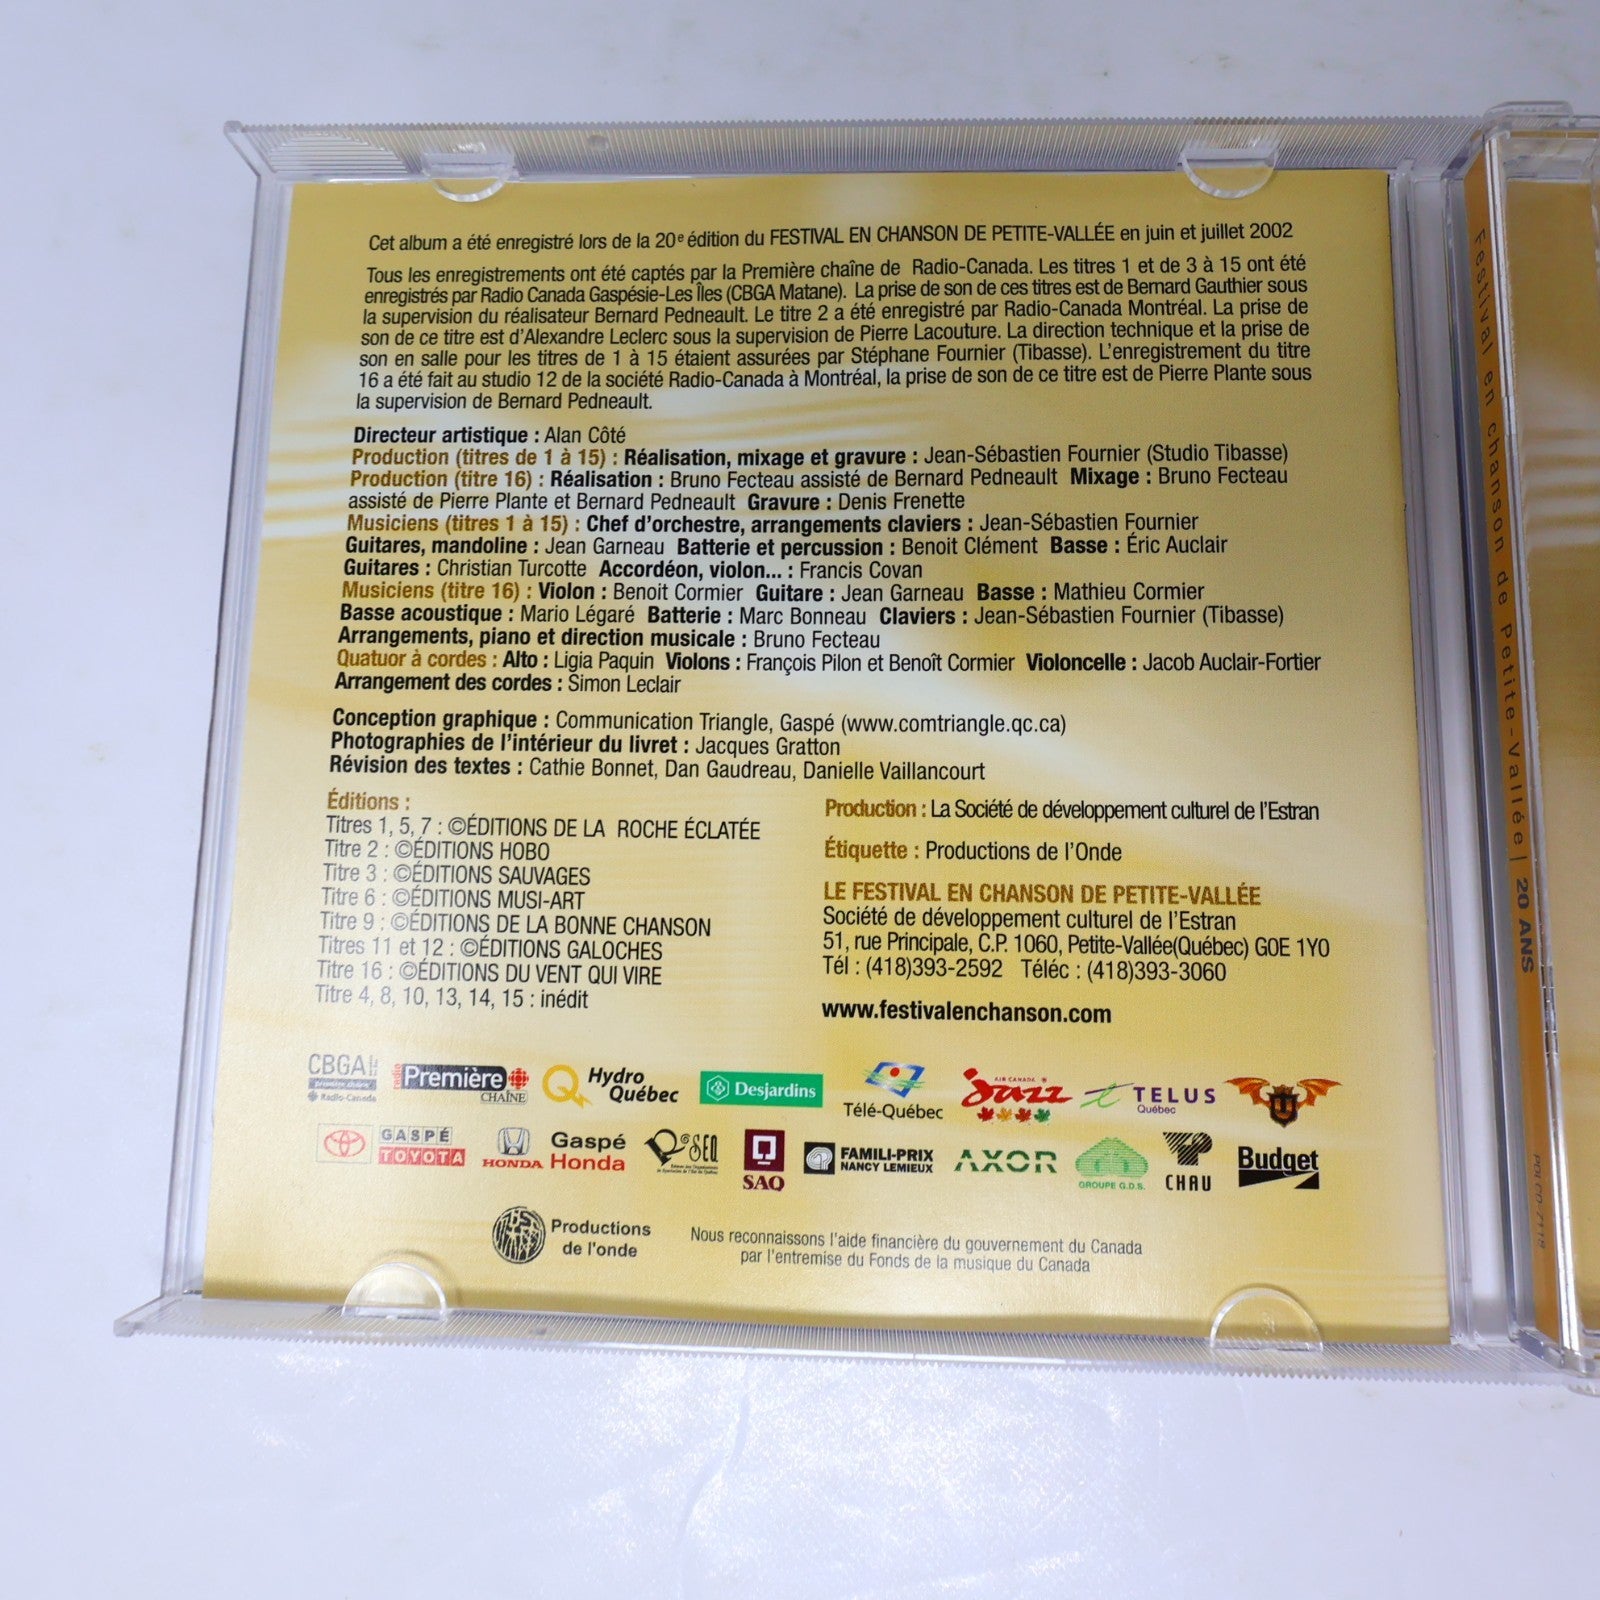 Cet album a été enregistré lors de la 20e édition du FESTIVAL EN CHANSON DE PETITE-VALLÉE en juin et juillet 2002
Tous les enregistrements ont été captés par la Première chaîne de Radio-Canada. Les titres 1 et de 3 à 15 ont été
enregistrés par Radio Canada Gaspésie-Les Îles (CBGA Matane). La prise de son de ces titres est de Bernard Gauthier sous
la supervision du réalisateur Bernard Pedneault. Le titre 2 a été enregistré par Radio-Canada Montréal. La prise de
son de ce titre est d'Alexandre Leclerc sous la supervision de Pierre Lacouture. La direction technique et la prise de
son en salle pour les titres de 1 à 15 étaient assurées par Stéphane Fournier (Tibasse). L'enregistrement du titre
16 a été fait au studio 12 de la société Radio-Canada à Montréal, la prise de son de ce titre est de Pierre Plante sous
la supervision de Bernard Pedneault.
Directeur artistique : Alan Côté
Production (titres de 1 à 15) : Réalisation, mixage et gravure : Jean-Sébastien Fournier (Studio Tibasse)
Production (titre 16) : Réalisation : Bruno Fecteau assisté de Bernard Pedneault Mixage : Bruno Fecteau
assisté de Pierre Plante et Bernard Pedneault Gravure : Denis Frenette
Musiciens (titres 1 à 15) : Chef d'orchestre, arrangements claviers : Jean-Sébastien Fournier
Guitares, mandoline : Jean Garneau Batterie et percussion : Benoit Clément Basse : Éric Auclair
Guitares : Christian Turcotte Accordéon, violon... : Francis Covan
Musiciens (titre 16) : Violon : Benoit Cormier Guitare : Jean Garneau Basse : Mathieu Cormier
Basse acoustique : Mario Légaré Batterie : Marc Bonneau Claviers : Jean-Sébastien Fournier (Tibasse)
Arrangements, piano et direction musicale : Bruno Fecteau
Quatuor à cordes : Alto : Ligia Paquin Violons : François Pilon et Benoît Cormier Violoncelle : Jacob Auclair-Fortier
Arrangement des cordes : Simon Leclair
Conception graphique : Communication Triangle, Gaspé (www.comtriangle.qc.ca)
Photographies de l'intérieur du livret : Jacques Gratton
Révision des textes : Cathie Bonnet, Dan Gaudreau, Danielle Vaillancourt
Éditions :
Titres 1, 5, 7 : ©ÉDITIONS DE LA ROCHE ÉCLATÉE
Titre 2 : ©ÉDITIONS HOBO
Titre 3 : ©ÉDITIONS SAUVAGES
Titre 6 : ©ÉDITIONS MUSI-ART
Titre 9 : ©ÉDITIONS DE LA BONNE CHANSON
Titres 11 et 12 : ©ÉDITIONS GALOCHES
Titre 16 : ©ÉDITIONS DU VENT QUI VIRE
Titre 4, 8, 10, 13, 14, 15 : inédit
Production : La Société de développement culturel de l'Estran
Étiquette : Productions de l'Onde
LE FESTIVAL EN CHANSON DE PETITE-VALLÉE
Société de développement culturel de l'Estran
51, rue Principale, C.P. 1060, Petite-Vallée(Québec) G0E 1Y0
Tél : (418)393-2592 Téléc : (418)393-3060
www.festivalenchanson.com
CBGA
première chaîne
Radio-Canada
radio Première
CHAÎNE
Hydro
Québec
Desjardins
Télé-Québec
AIR CANADA
Jazz
TELUS
Québec
GASPÉ
TOYOTA
HONDA
Gaspé
Honda
SAQ
FAMILI-PRIX
NANCY LEMIEUX
AXOR
GROUPE G.D.S.
CHAU
Budget
Productions
de l'onde
Nous reconnaissons l'aide financière du gouvernement du Canada
par l'entremise du Fonds de la musique du Canada
Festival en chanson de Petite-Vallée | 20 ANS